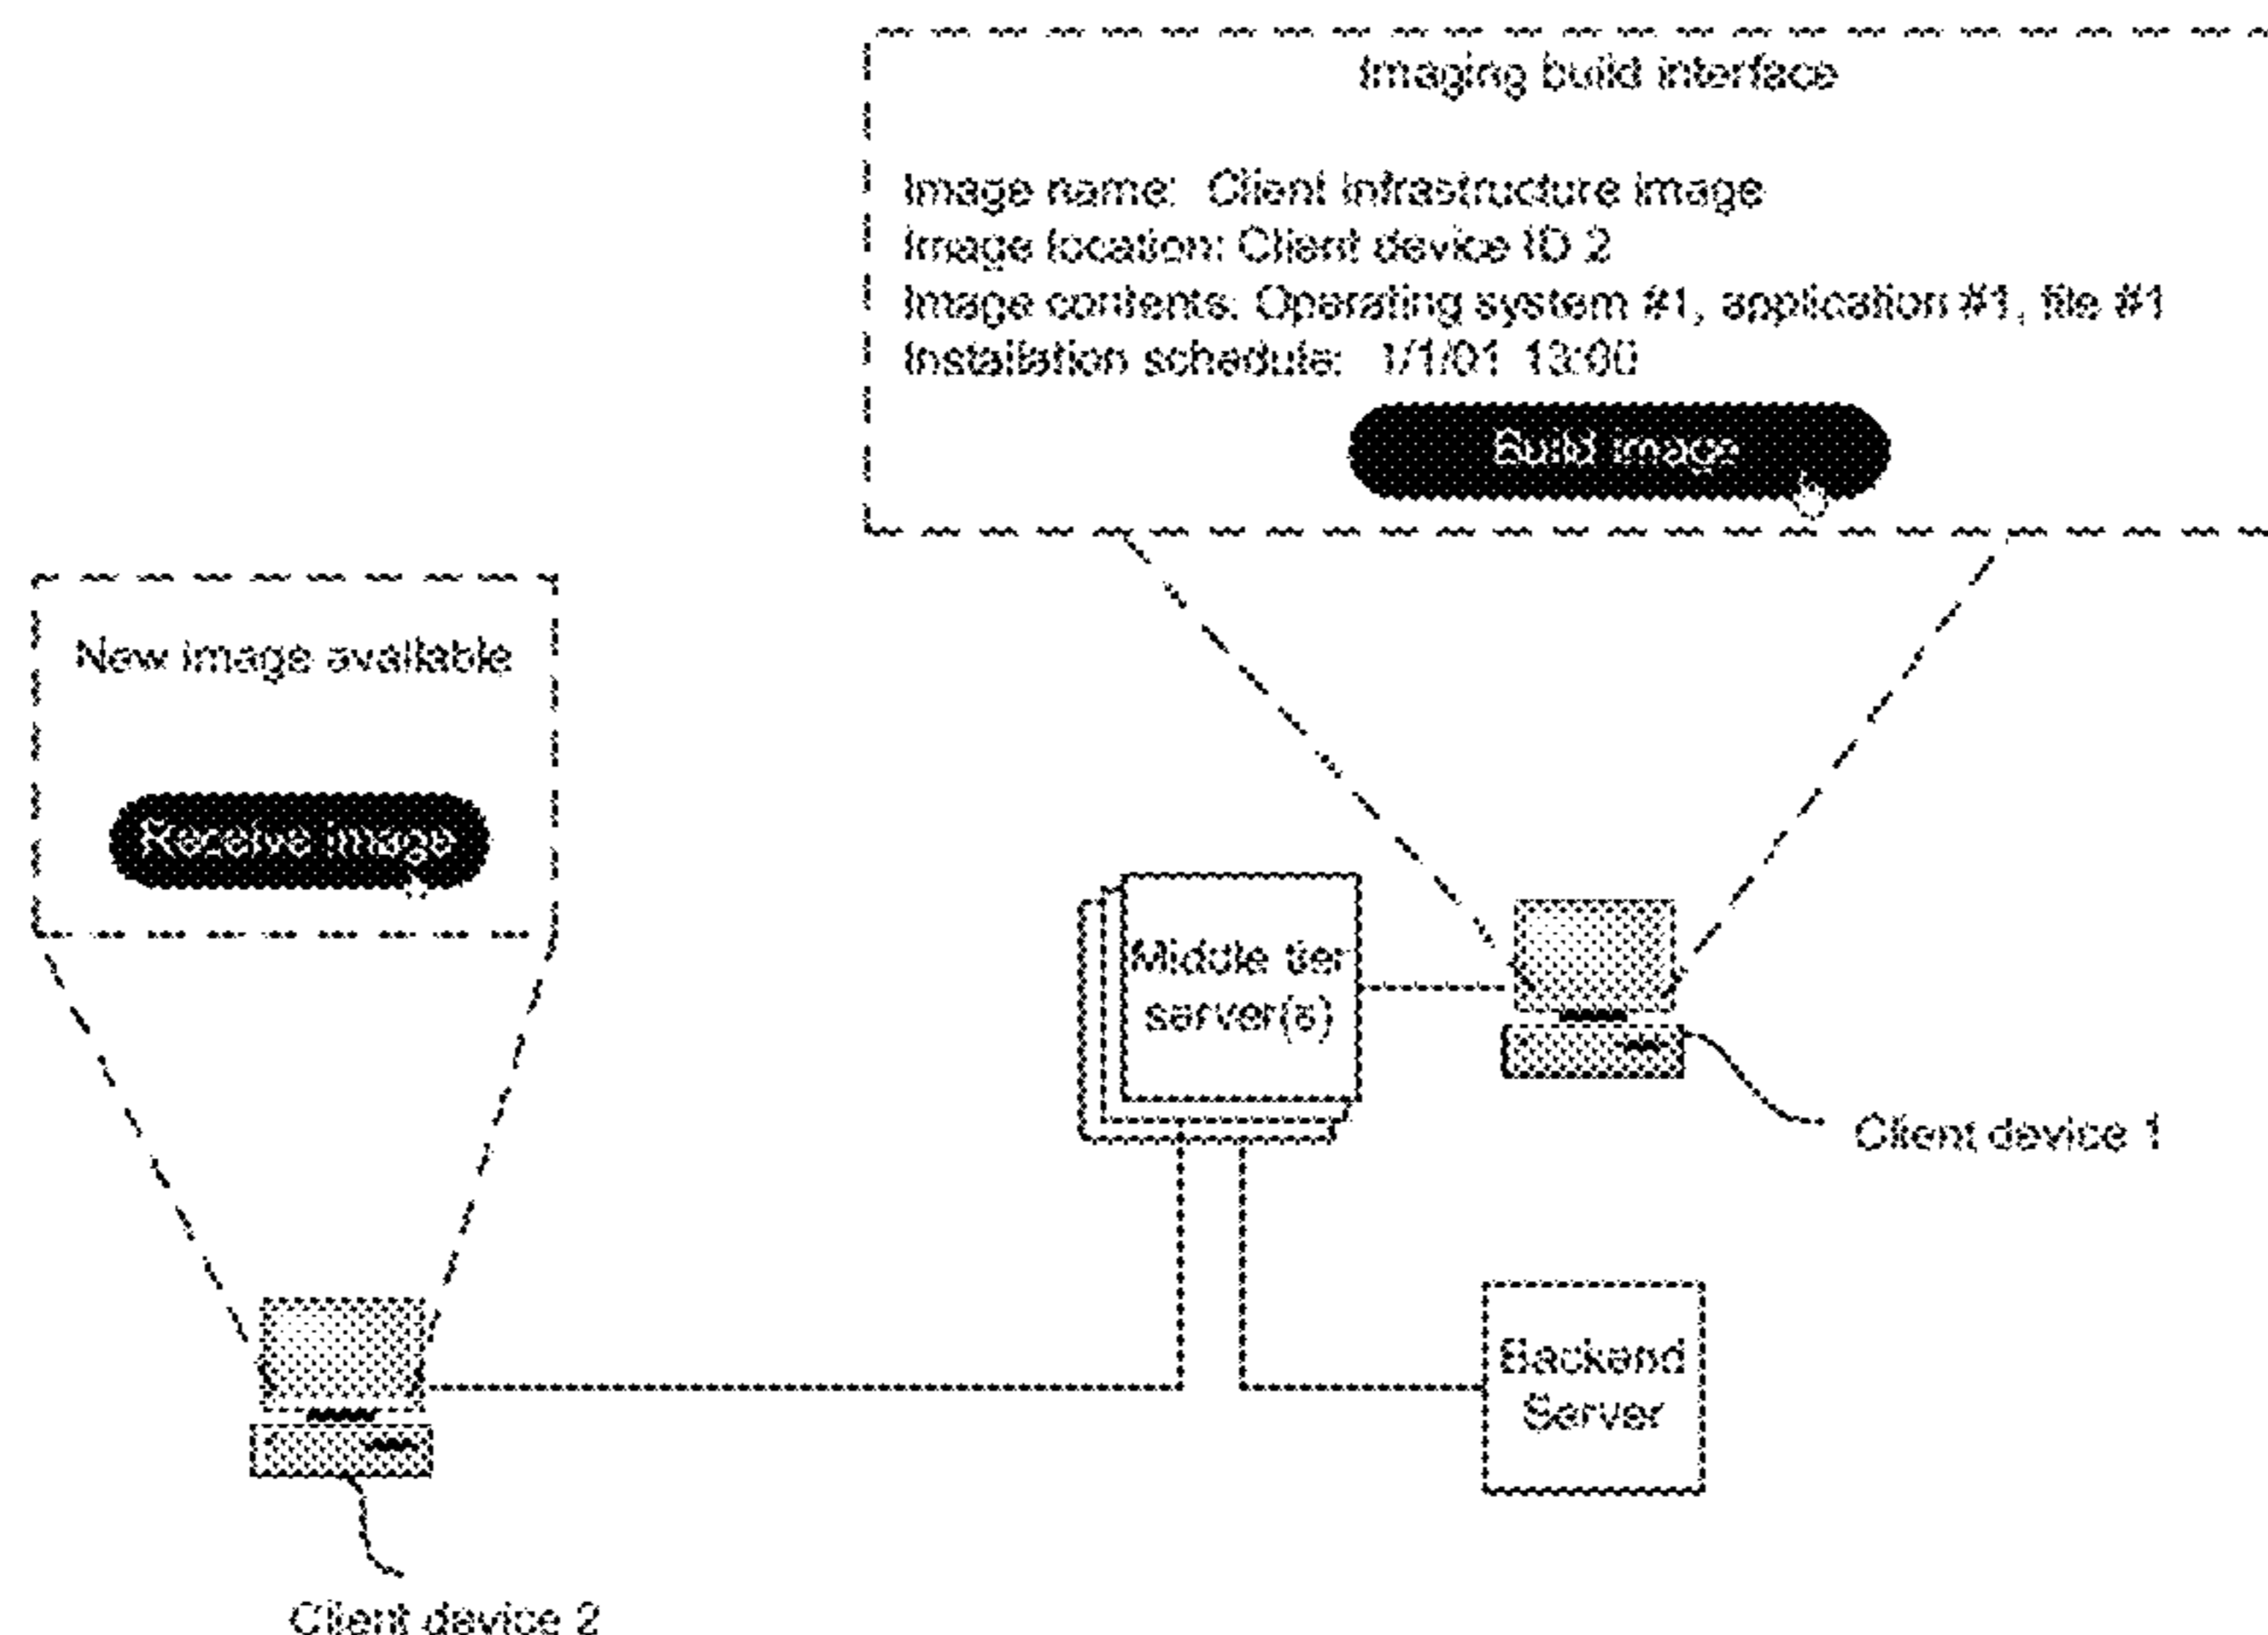 Imaging build interface
Image name: Client infrastructure image
Image location: Client device ID 2
Image contents: Operating system #1, application #1, file #1
Installation schedule: 1/1/01 13:00
Build image
New image available
Receive image
Middle tier
server(s)
Client device 1
Backend
Server
Client device 2